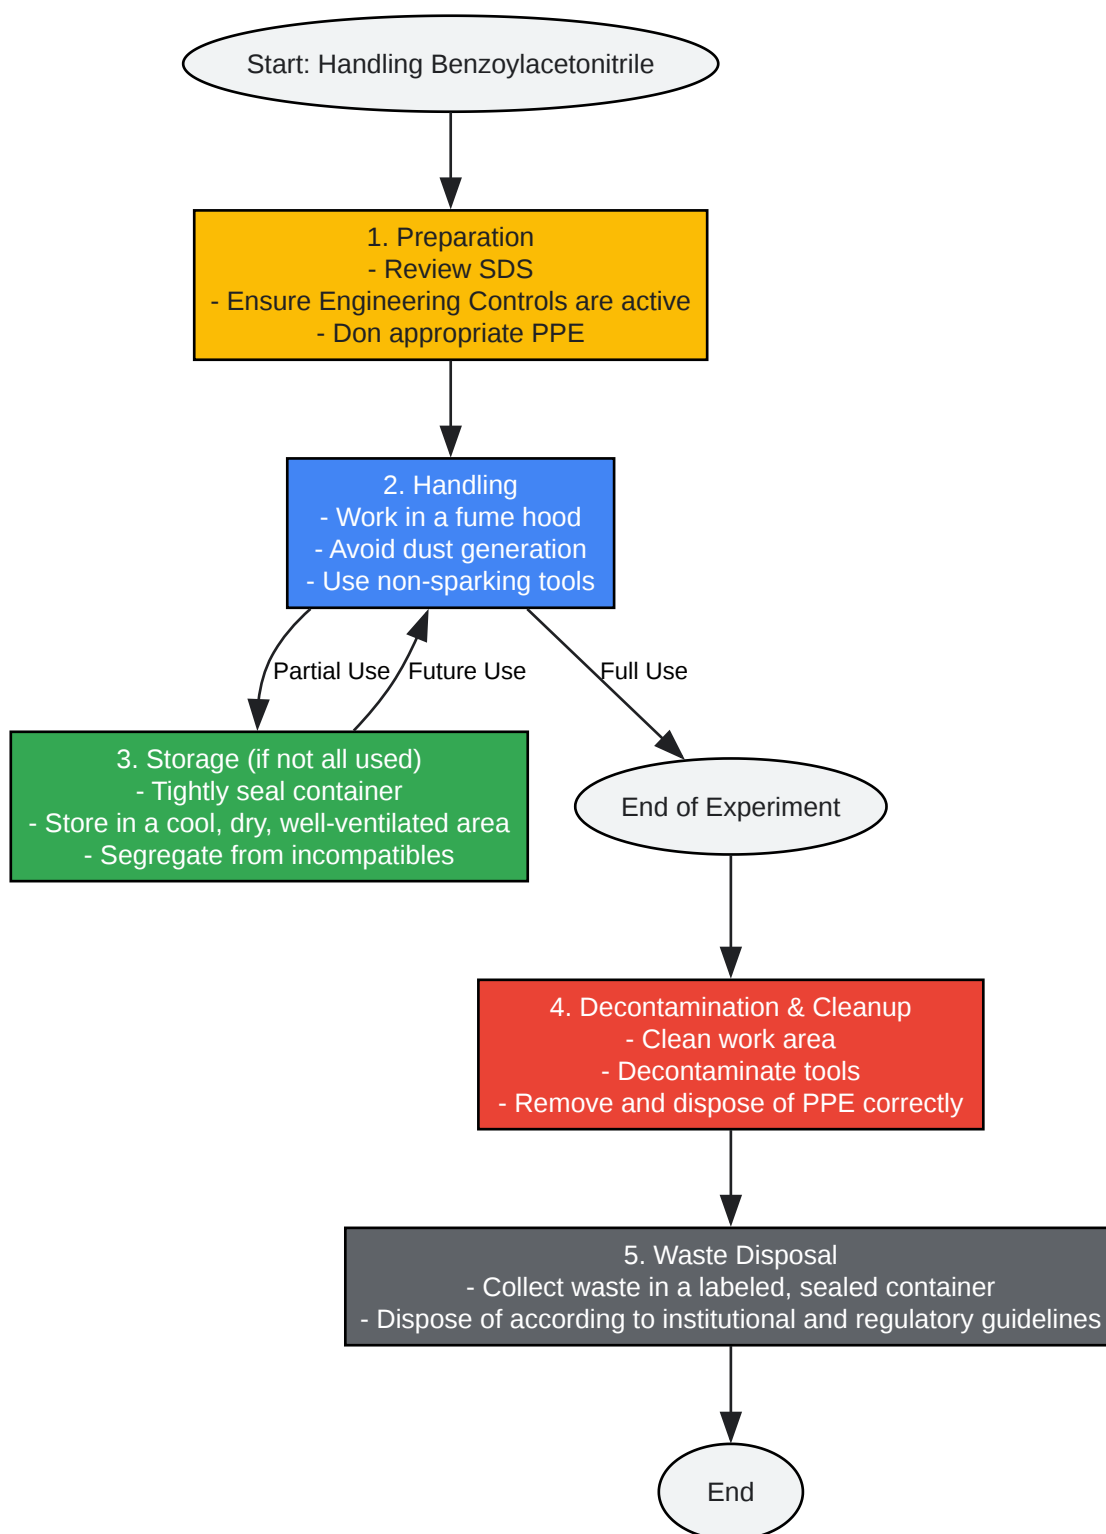 Start: Handling Benzoylacetonitrile
1. Preparation
- Review SDS
- Ensure Engineering Controls are active
- Don appropriate PPE
2. Handling
- Work in a fume hood
- Avoid dust generation
- Use non-sparking tools
Partial Use
Future Use
Full Use
3. Storage (if not all used)
- Tightly seal container
- Store in a cool, dry, well-ventilated area
- Segregate from incompatibles
End of Experiment
4. Decontamination & Cleanup
- Clean work area
- Decontaminate tools
- Remove and dispose of PPE correctly
5. Waste Disposal
- Collect waste in a labeled, sealed container
- Dispose of according to institutional and regulatory guidelines
End